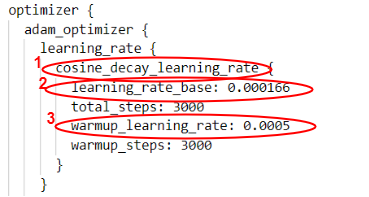 optimizer {
adam_optimizer {
learning_rate {
1 cosine_decay_learning_rate {
2 learning_rate_base: 0.000166
total_steps: 3000
3 warmup_learning_rate: 0.0005
warmup_steps: 3000
}
}